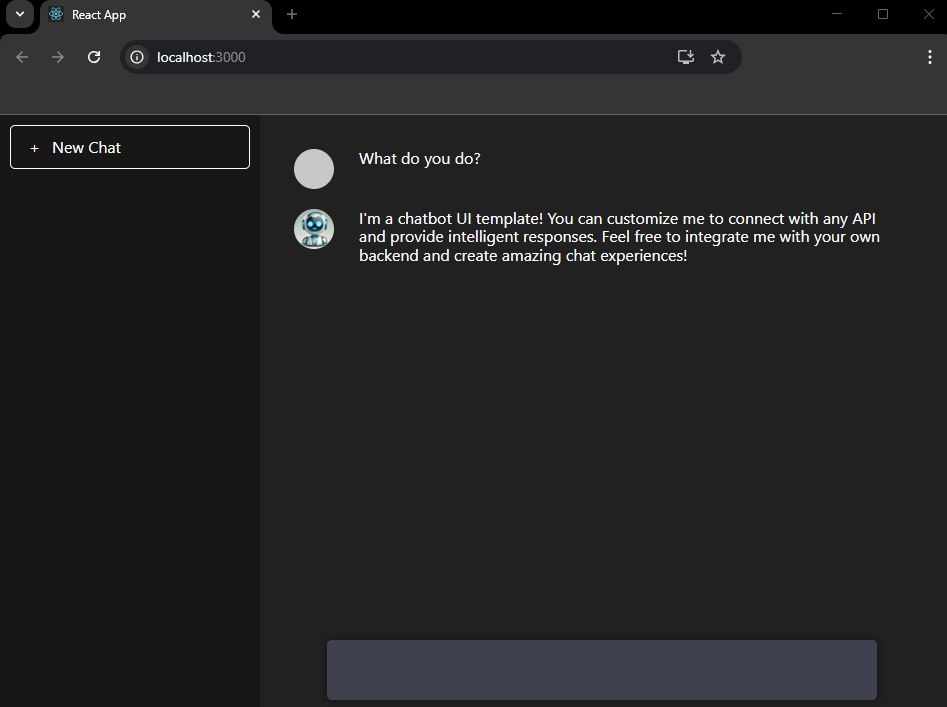 React App
localhost:3000
+ New Chat
What do you do?
I'm a chatbot UI template! You can customize me to connect with any API
and provide intelligent responses. Feel free to integrate me with your own
backend and create amazing chat experiences!